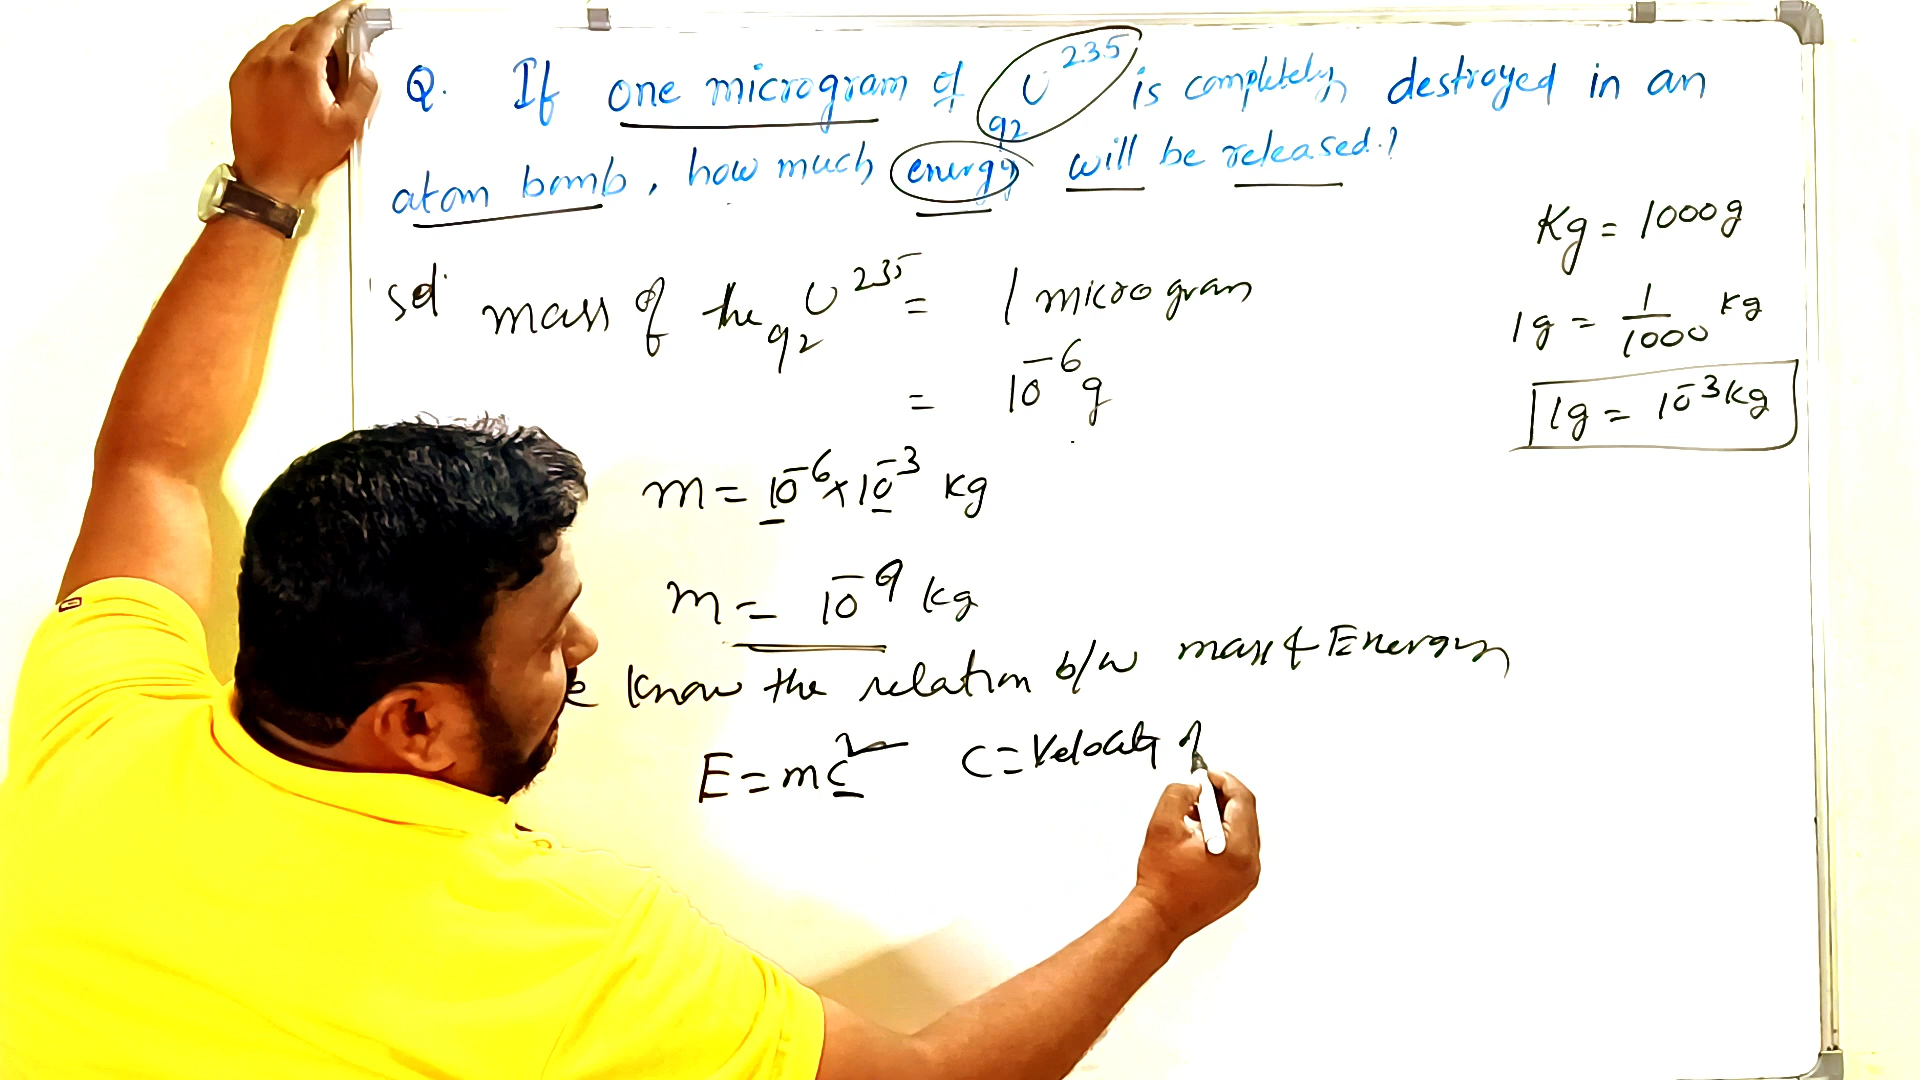 Q. If one microgram of ₉₂U²³⁵ is completely destroyed in an
atom bomb, how much energy will be released?
Kg = 1000g
1g = 1/1000 kg
1g = 10⁻³kg
sol mass of the ₉₂U²³⁵ = 1 microgram
= 10⁻⁶g
m = 10⁻⁶×10⁻³ kg
m = 10⁻⁹ kg
know the relation b/w mass & Energy
E = mc² C = Velocity